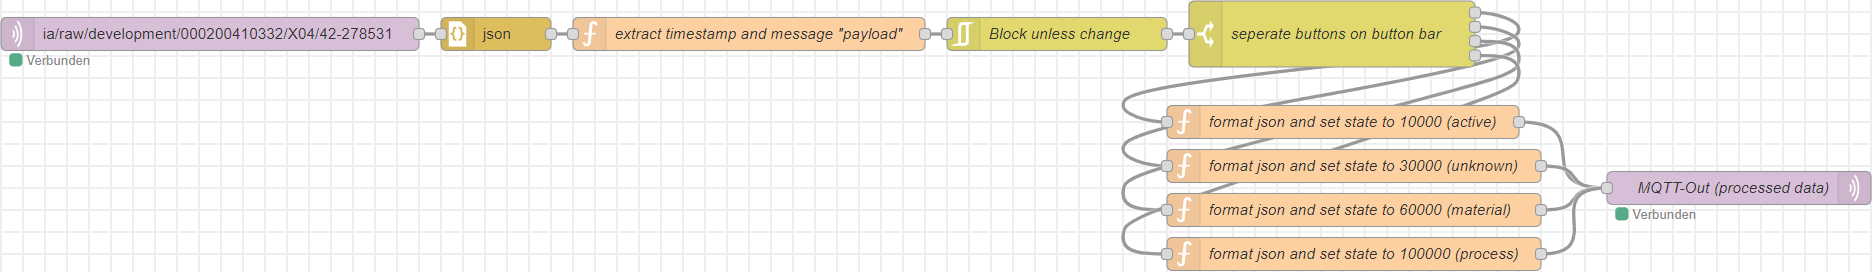 ia/raw/development/000200410332/X04/42-278531
Verbunden
json
extract timestamp and message "payload"
Block unless change
seperate buttons on button bar
format json and set state to 10000 (active)
format json and set state to 30000 (unknown)
format json and set state to 60000 (material)
format json and set state to 100000 (process)
MQTT-Out (processed data)
Verbunden